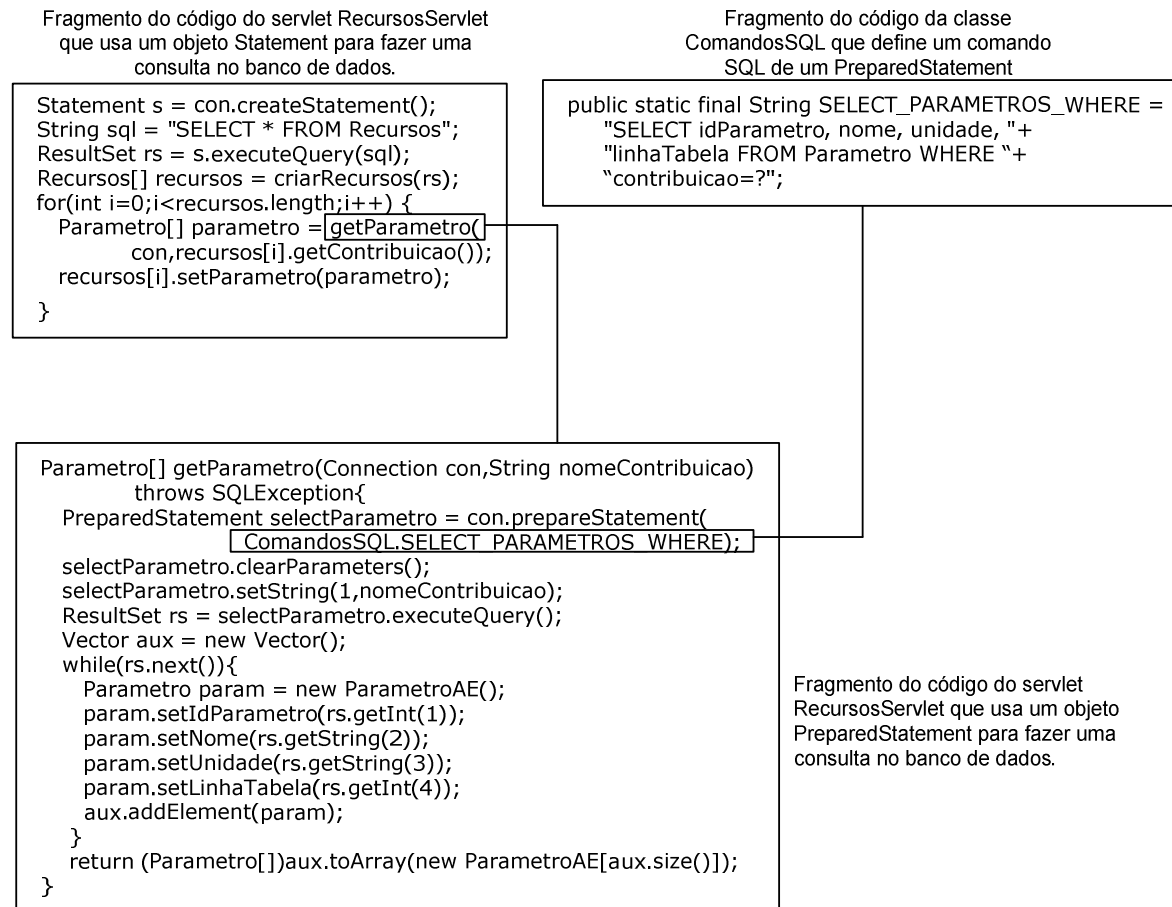 Fragmento do código do servlet RecursosServlet
que usa um objeto Statement para fazer uma
consulta no banco de dados.
Statement s = con.createStatement();
String sql = "SELECT * FROM Recursos";
ResultSet rs = s.executeQuery(sql);
Recursos[] recursos = criarRecursos(rs);
for(int i=0;i<recursos.length;i++) {
Parametro[] parametro = getParametro(
con,recursos[i].getContribuicao());
recursos[i].setParametro(parametro);
}
Fragmento do código da classe
ComandosSQL que define um comando
SQL de um PreparedStatement
public static final String SELECT_PARAMETROS_WHERE =
"SELECT idParametro, nome, unidade, "+
"linhaTabela FROM Parametro WHERE “+
“contribuicao=?";
Parametro[] getParametro(Connection con,String nomeContribuicao)
throws SQLException{
PreparedStatement selectParametro = con.prepareStatement(
ComandosSQL.SELECT_PARAMETROS_WHERE);
selectParametro.clearParameters();
selectParametro.setString(1,nomeContribuicao);
ResultSet rs = selectParametro.executeQuery();
Vector aux = new Vector();
while(rs.next()){
Parametro param = new ParametroAE();
param.setIdParametro(rs.getInt(1));
param.setNome(rs.getString(2));
param.setUnidade(rs.getString(3));
param.setLinhaTabela(rs.getInt(4));
aux.addElement(param);
}
return (Parametro[])aux.toArray(new ParametroAE[aux.size()]);
}
Fragmento do código do servlet
RecursosServlet que usa um objeto
PreparedStatement para fazer uma
consulta no banco de dados.